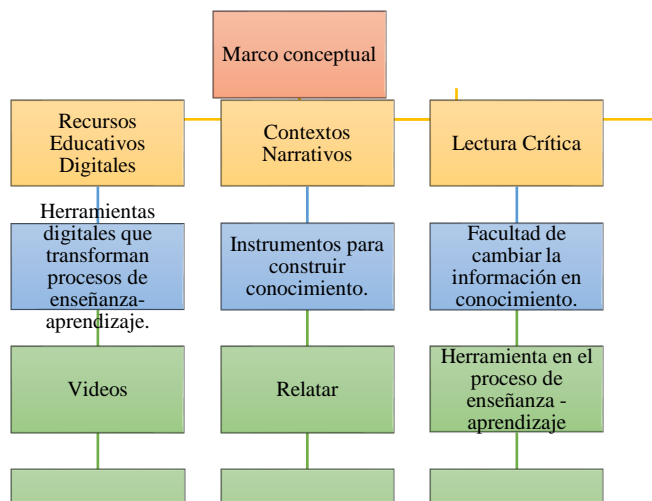 Marco conceptual
Recursos
Educativos
Digitales
Contextos
Narrativos
Lectura Crítica
Herramientas
digitales que
transforman
procesos de
enseñanza-
aprendizaje.
Instrumentos para
construir
conocimiento.
Facultad de
cambiar la
información en
conocimiento.
Videos
Relatar
Herramienta en el
proceso de
enseñanza -
aprendizaje